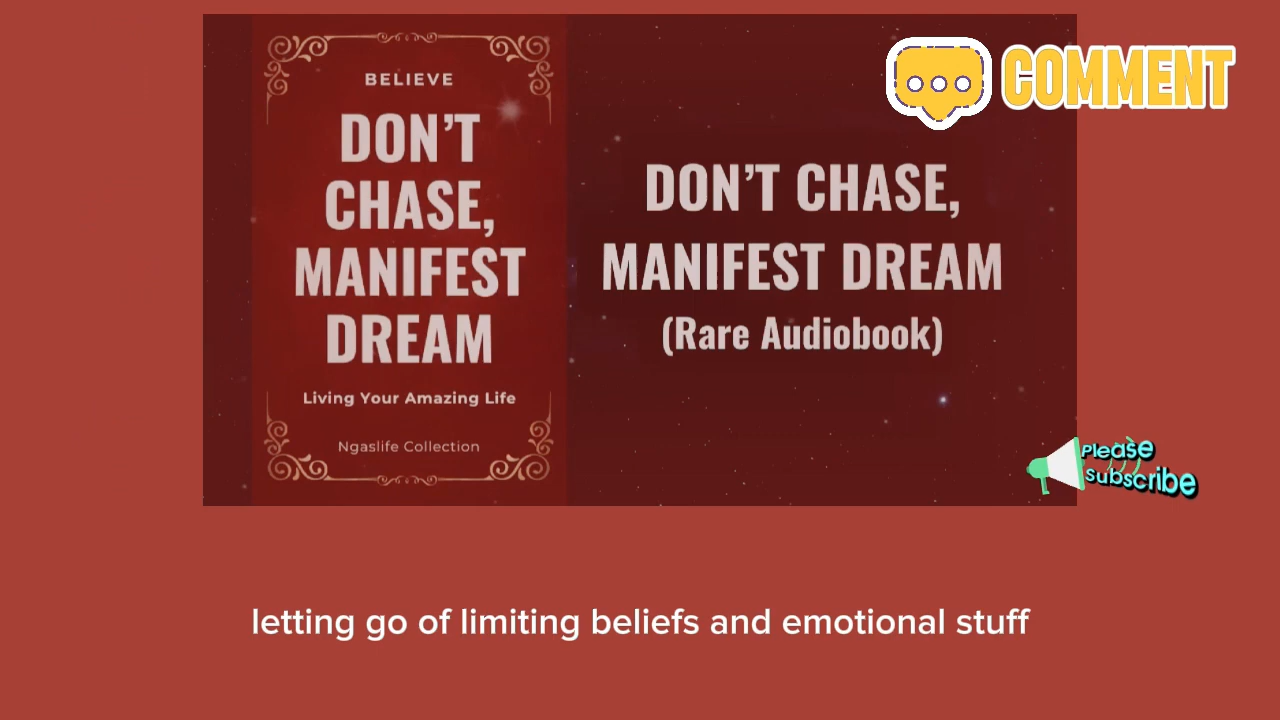 BELIEVE
DON'T
CHASE,
MANIFEST
DREAM
Living Your Amazing Life
Ngaslife Collection
DON'T CHASE,
MANIFEST DREAM
(Rare Audiobook)
COMMENT
Please
Subscribe
letting go of limiting beliefs and emotional stuff